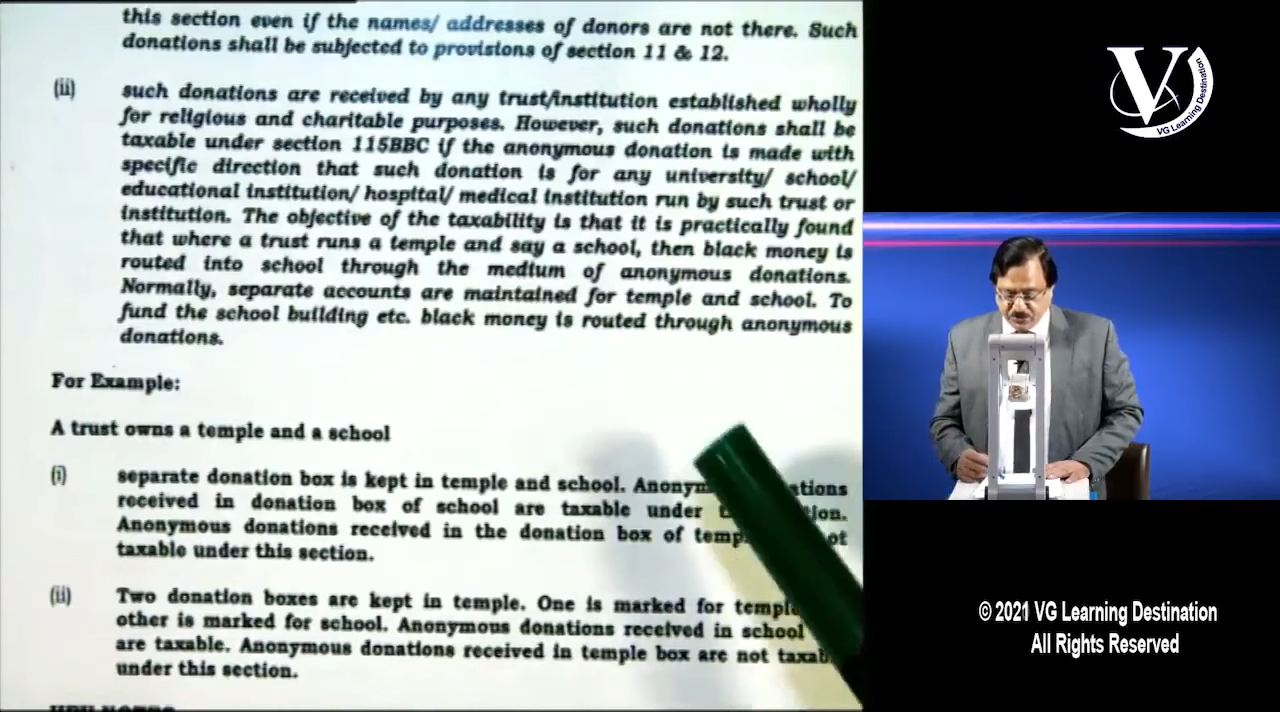 this section even if the names/ addresses of donors are not there. Such
donations shall be subjected to provisions of section 11 & 12.
(ii) such donations are received by any trust/institution established wholly
for religious and charitable purposes. However, such donations shall be
taxable under section 115BBC if the anonymous donation is made with
specific direction that such donation is for any university/ school/
educational institution/ hospital/ medical institution run by such trust or
institution. The objective of the taxability is that it is practically found
that where a trust runs a temple and say a school, then black money is
routed into school through the medium of anonymous donations.
Normally, separate accounts are maintained for temple and school. To
fund the school building etc. black money is routed through anonymous
donations.
For Example:
A trust owns a temple and a school
(i) separate donation box is kept in temple and school.
received in donation box of school are taxable under
Anonymous donations received in the donation box of
taxable under this section.
(ii) Two donation boxes are kept in temple. One is marked for
other is marked for school. Anonymous donations received in school
are taxable. Anonymous donations received in temple box are not
under this section.
V
VG Learning Destination
© 2021 VG Learning Destination
All Rights Reserved